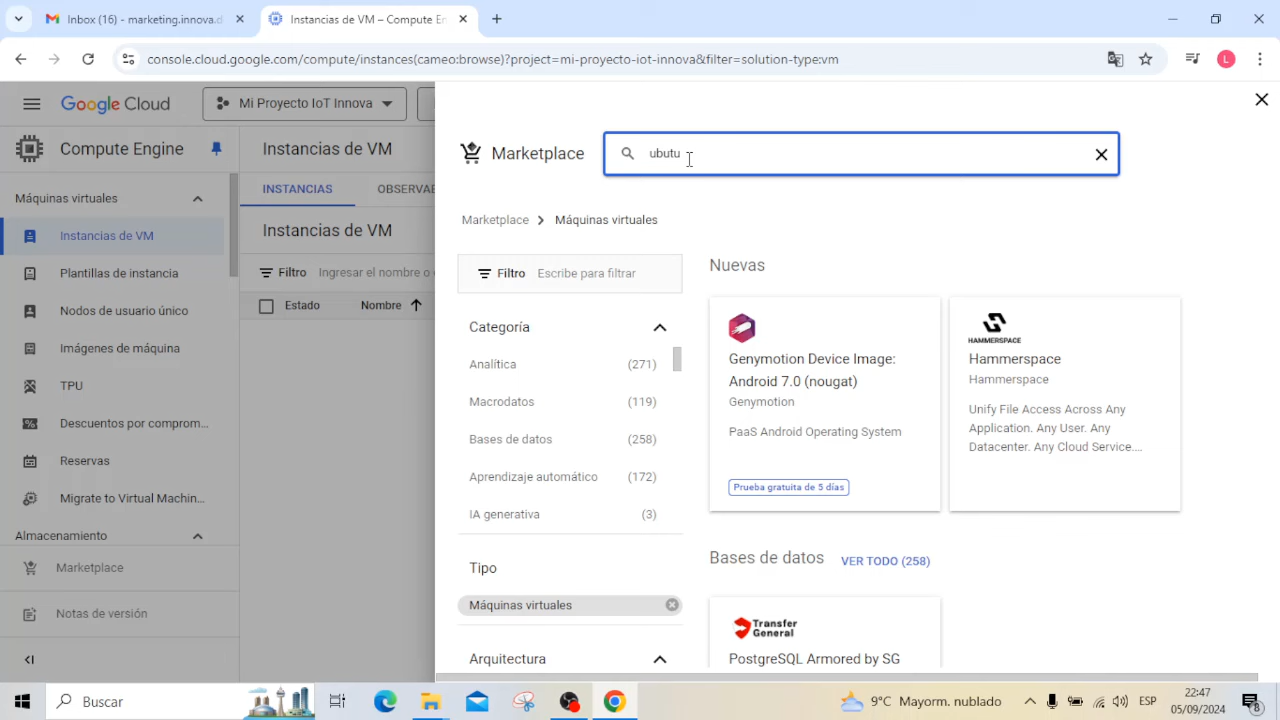 Inbox (16) – marketing.innova.d
Instancias de VM – Compute En
console.cloud.google.com/compute/instances(cameo:browse)?project=mi-proyecto-iot-innova&filter=solution-type:vm
L
Google Cloud
Mi Proyecto IoT Innova
Compute Engine
Máquinas virtuales
Instancias de VM
Plantillas de instancia
Nodos de usuario único
Imágenes de máquina
TPU
Descuentos por comprom...
Reservas
Migrate to Virtual Machin...
Almacenamiento
Marketplace
Notas de versión
Instancias de VM
INSTANCIAS
OBSERVAB
Instancias de VM
Filtro Ingresar el nombre o
Estado Nombre
Marketplace
ubutu
Marketplace > Máquinas virtuales
Filtro Escribe para filtrar
Categoría
Analítica (271)
Macrodatos (119)
Bases de datos (258)
Aprendizaje automático (172)
IA generativa (3)
Tipo
Máquinas virtuales
Arquitectura
Nuevas
Genymotion Device Image:
Android 7.0 (nougat)
Genymotion
PaaS Android Operating System
Prueba gratuita de 5 días
HAMMERSPACE
Hammerspace
Hammerspace
Unify File Access Across Any
Application. Any User. Any
Datacenter. Any Cloud Service....
Bases de datos VER TODO (258)
Transfer
General
PostgreSQL Armored by SG
Buscar
9°C Mayorm. nublado
ESP
22:47
05/09/2024
8